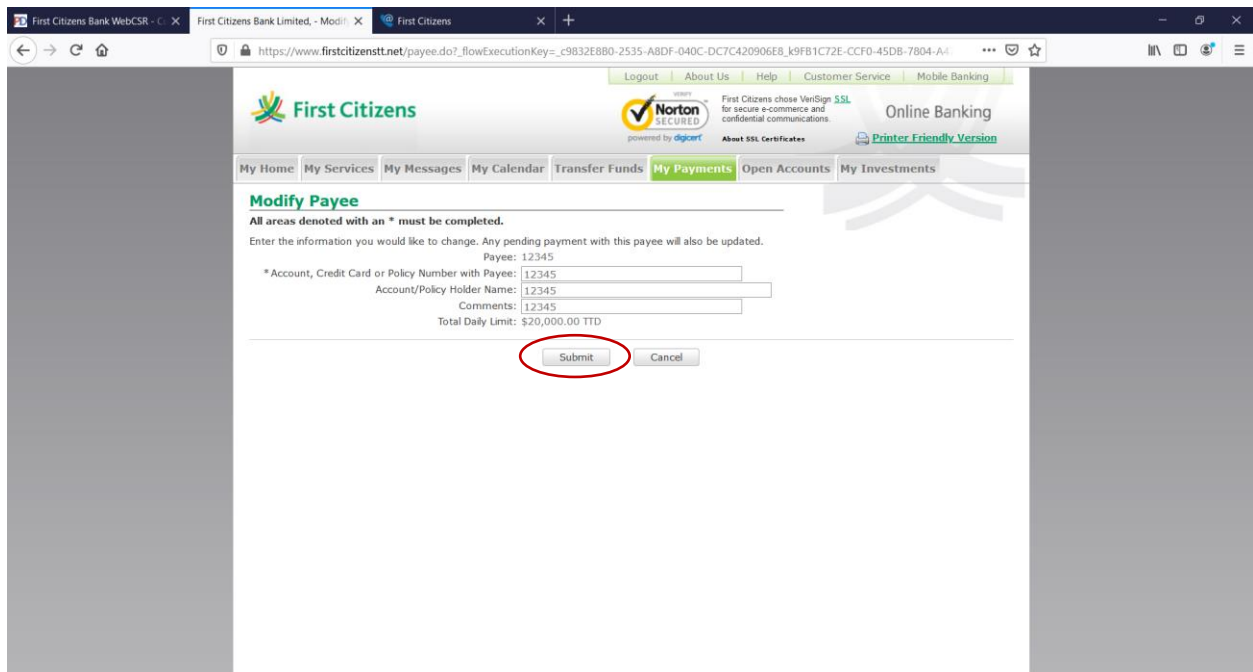 First Citizens Bank WebCSR - C
First Citizens Bank Limited, - Modif
First Citizens
https://www.firstcitizenstt.net/payee.do?_flowExecutionKey=_c9832E8B0-2535-A8DF-040C-DC7C420906E8_k9FB1C72E-CCF0-45DB-7804-A4
Logout | About Us | Help | Customer Service | Mobile Banking
First Citizens
VERIFY
Norton
SECURED
powered by digicert
First Citizens chose VeriSign SSL
for secure e-commerce and
confidential communications.
About SSL Certificates
Online Banking
Printer Friendly Version
My Home My Services My Messages My Calendar Transfer Funds My Payments Open Accounts My Investments
Modify Payee
All areas denoted with an * must be completed.
Enter the information you would like to change. Any pending payment with this payee will also be updated.
Payee: 12345
*Account, Credit Card or Policy Number with Payee: 12345
Account/Policy Holder Name: 12345
Comments: 12345
Total Daily Limit: $20,000.00 TTD
Submit Cancel